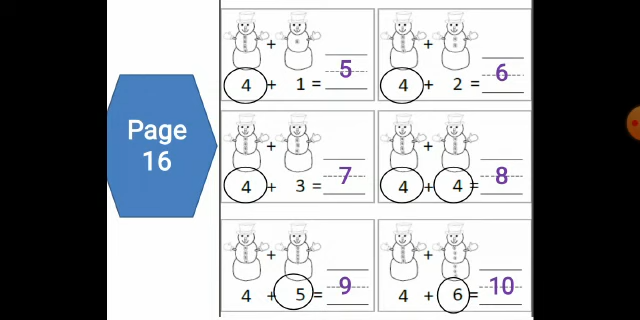 Page
16
+
+
4 + 1 = 5
4 + 2 = 6
+
+
4 + 3 = 7
4 + 4 = 8
+
+
4 + 5 = 9
4 + 6 = 10